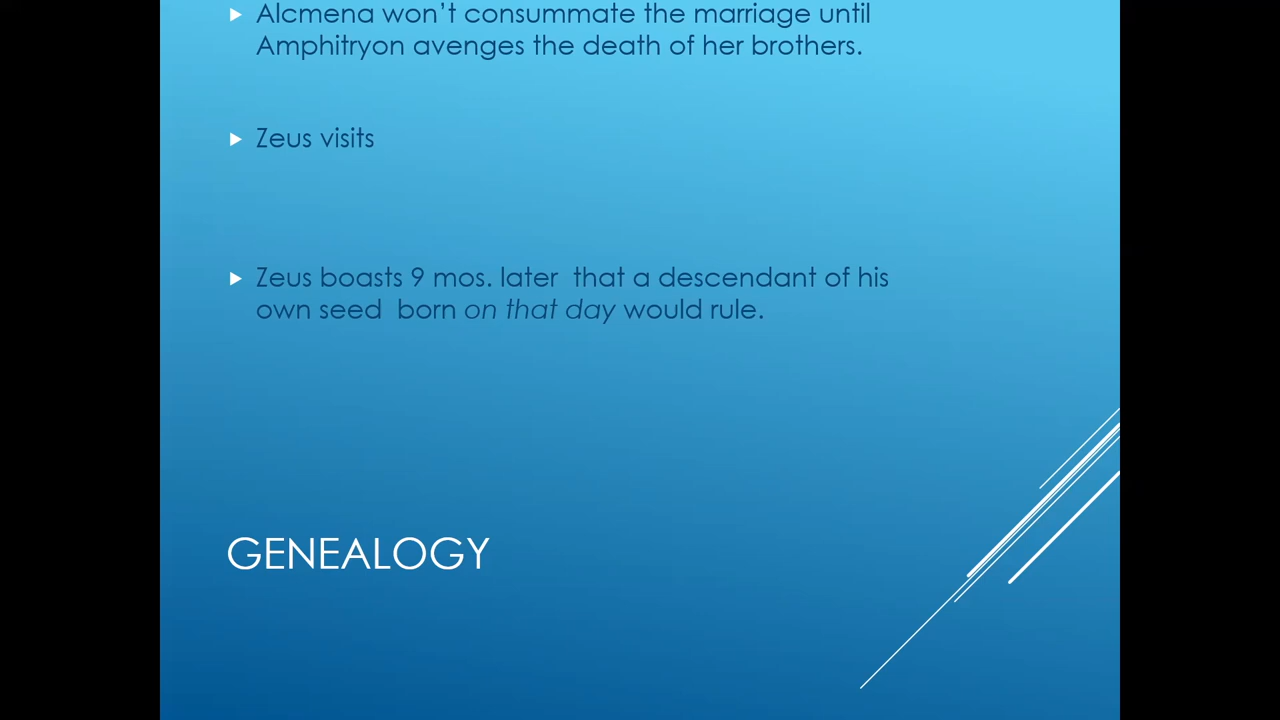 Alcmena won’t consummate the marriage until
Amphitryon avenges the death of her brothers.
Zeus visits
Zeus boasts 9 mos. later  that a descendant of his
own seed  born on that day would rule.
GENEALOGY